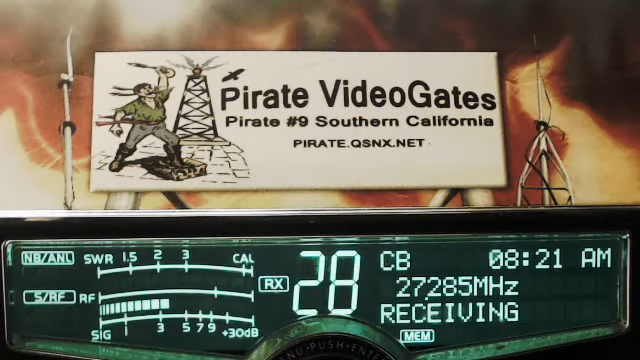 Pirate VideoGates
Pirate #9 Southern California
PIRATE.QSNX.NET
NB/ANL SWR 1.5 2 3 CAL
S/RF RF
SIG 3 5 7 9 +30dB
RX 28
CB 08:21 AM
27285MHz
RECEIVING
MEM
PUSH